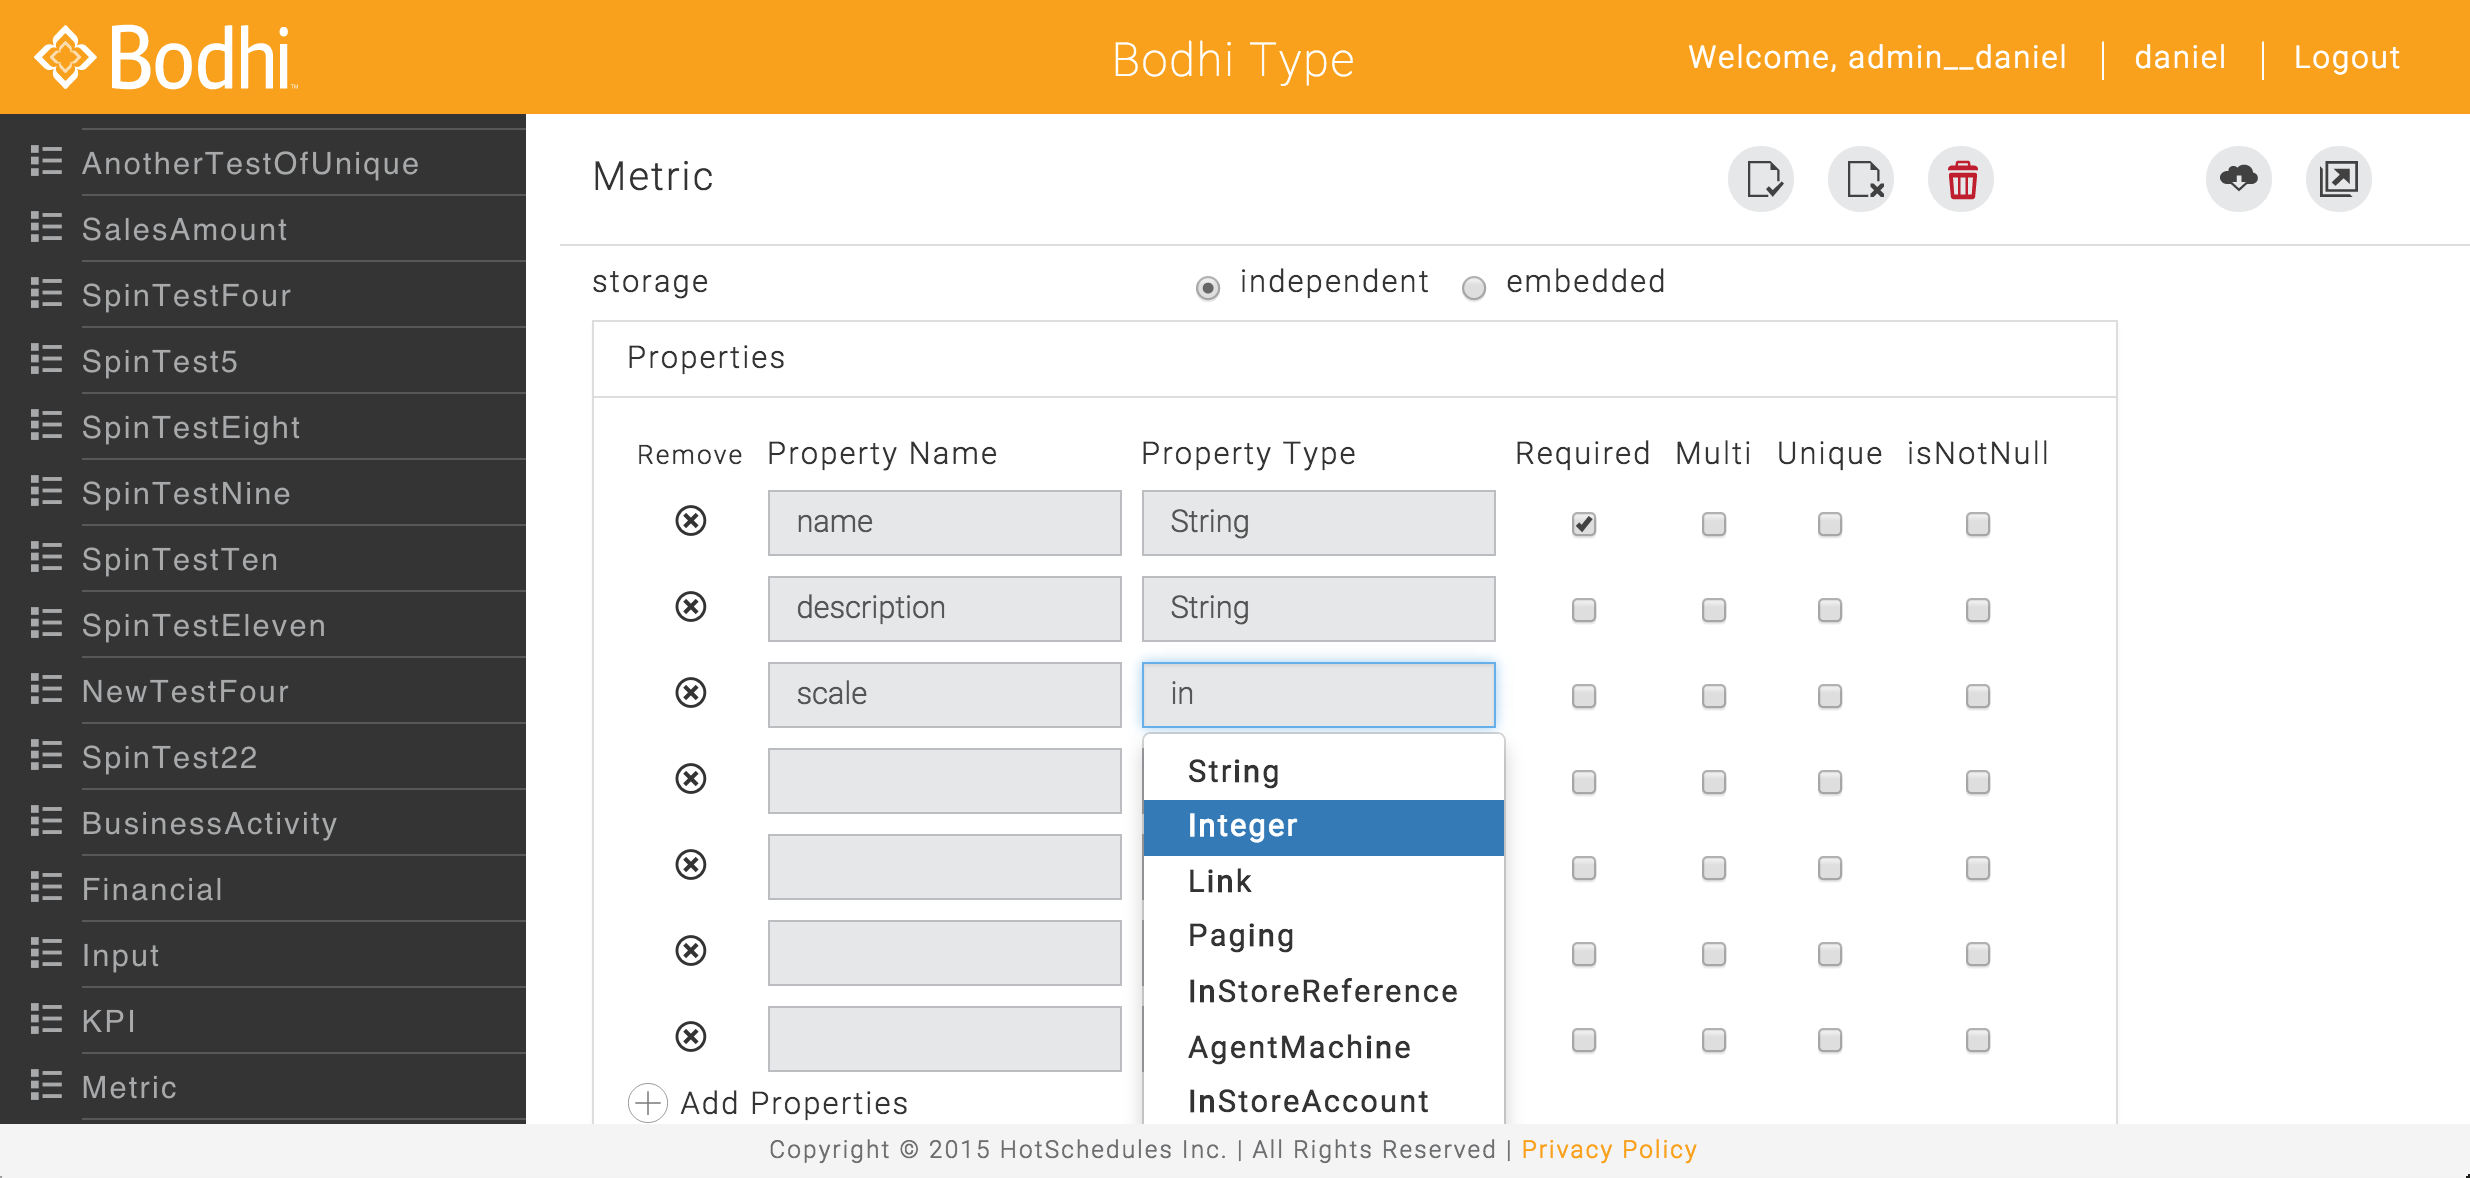 Bodhi™
Bodhi Type
Welcome, admin__daniel | daniel | Logout
AnotherTestOfUnique
SalesAmount
SpinTestFour
SpinTest5
SpinTestEight
SpinTestNine
SpinTestTen
SpinTestEleven
NewTestFour
SpinTest22
BusinessActivity
Financial
Input
KPI
Metric
Metric
storage independent embedded
Properties
Remove Property Name Property Type Required Multi Unique isNotNull
name String
description String
scale in
String
Integer
Link
Paging
InStoreReference
AgentMachine
InStoreAccount
Add Properties
Copyright © 2015 HotSchedules Inc. | All Rights Reserved | Privacy Policy